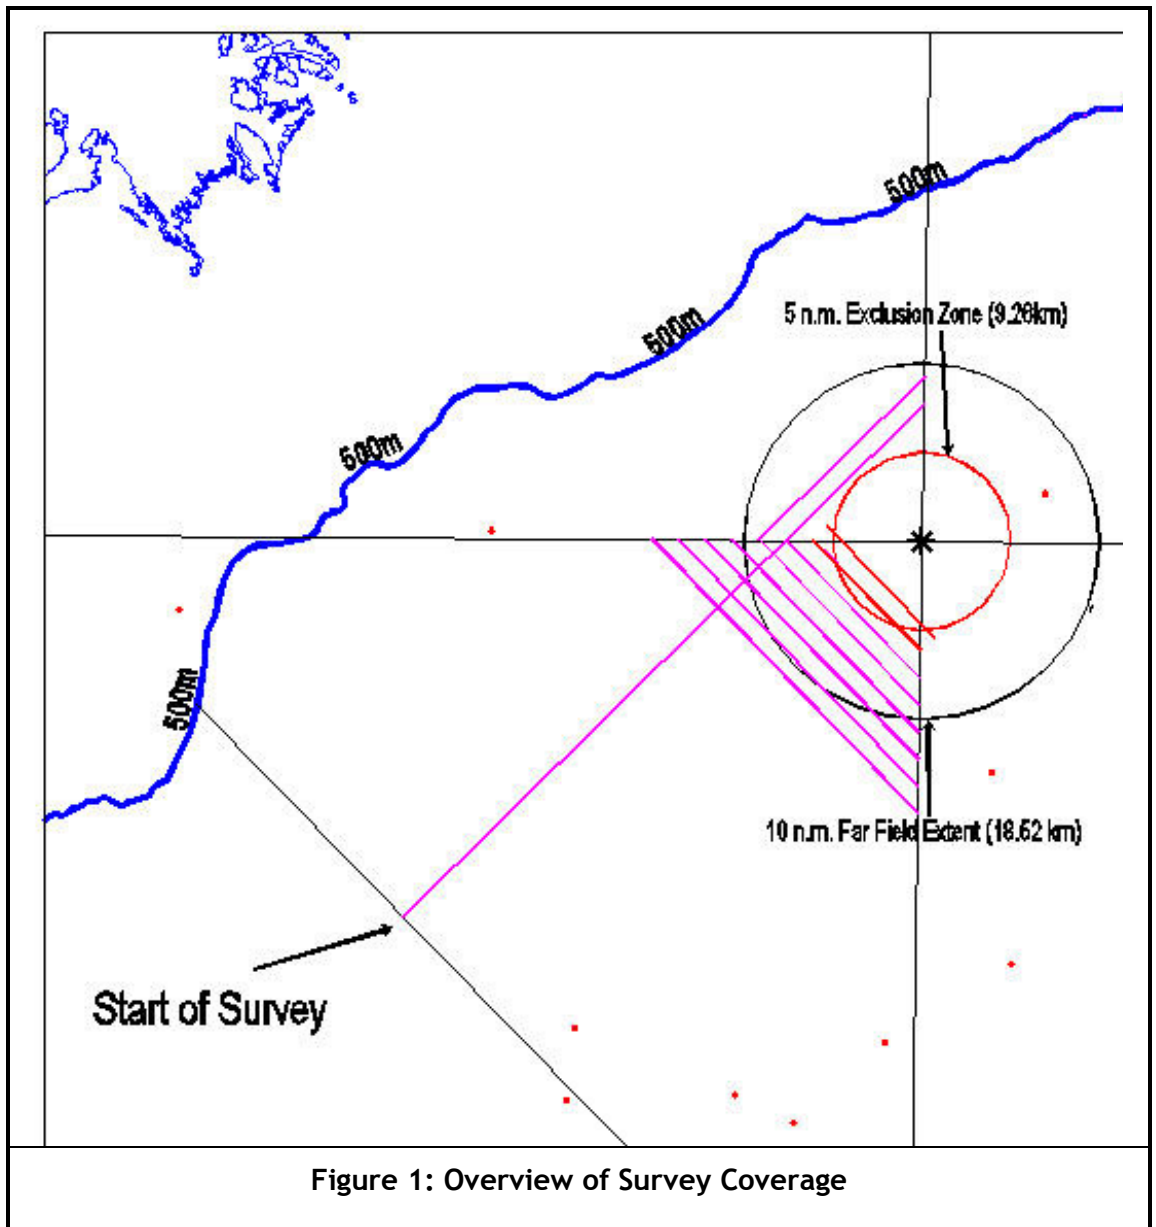 500m
5 n.m. Exclusion Zone (9.26km)
500m
500m
500m
10 n.m. Far Field Extent (18.52 km)
Start of Survey
Figure 1: Overview of Survey Coverage